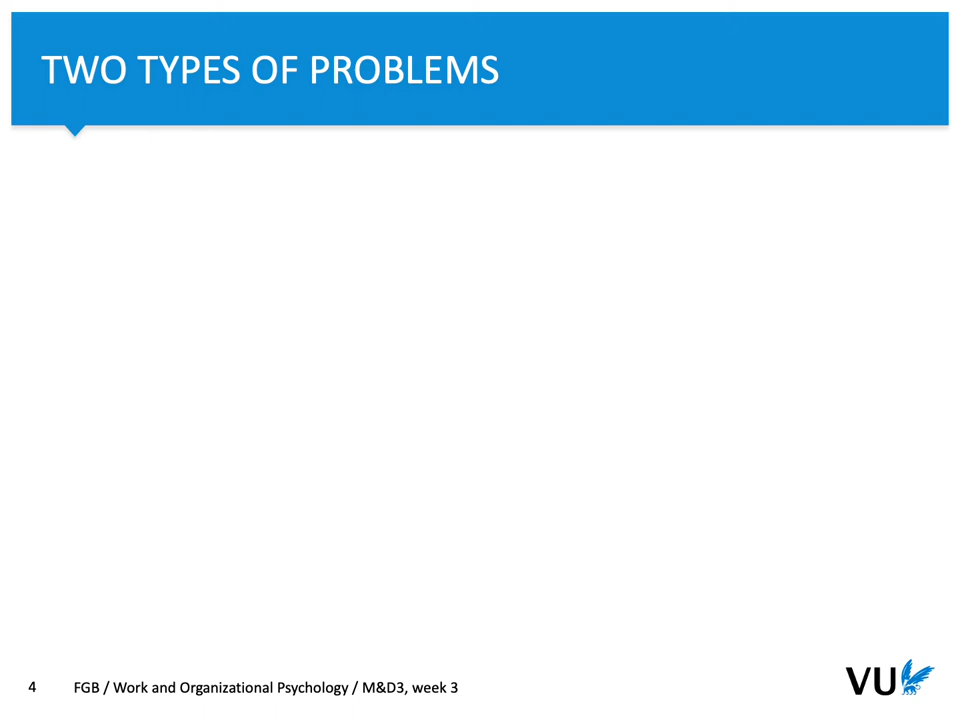 TWO TYPES OF PROBLEMS
4 FGB / Work and Organizational Psychology / M&D3, week 3
VU